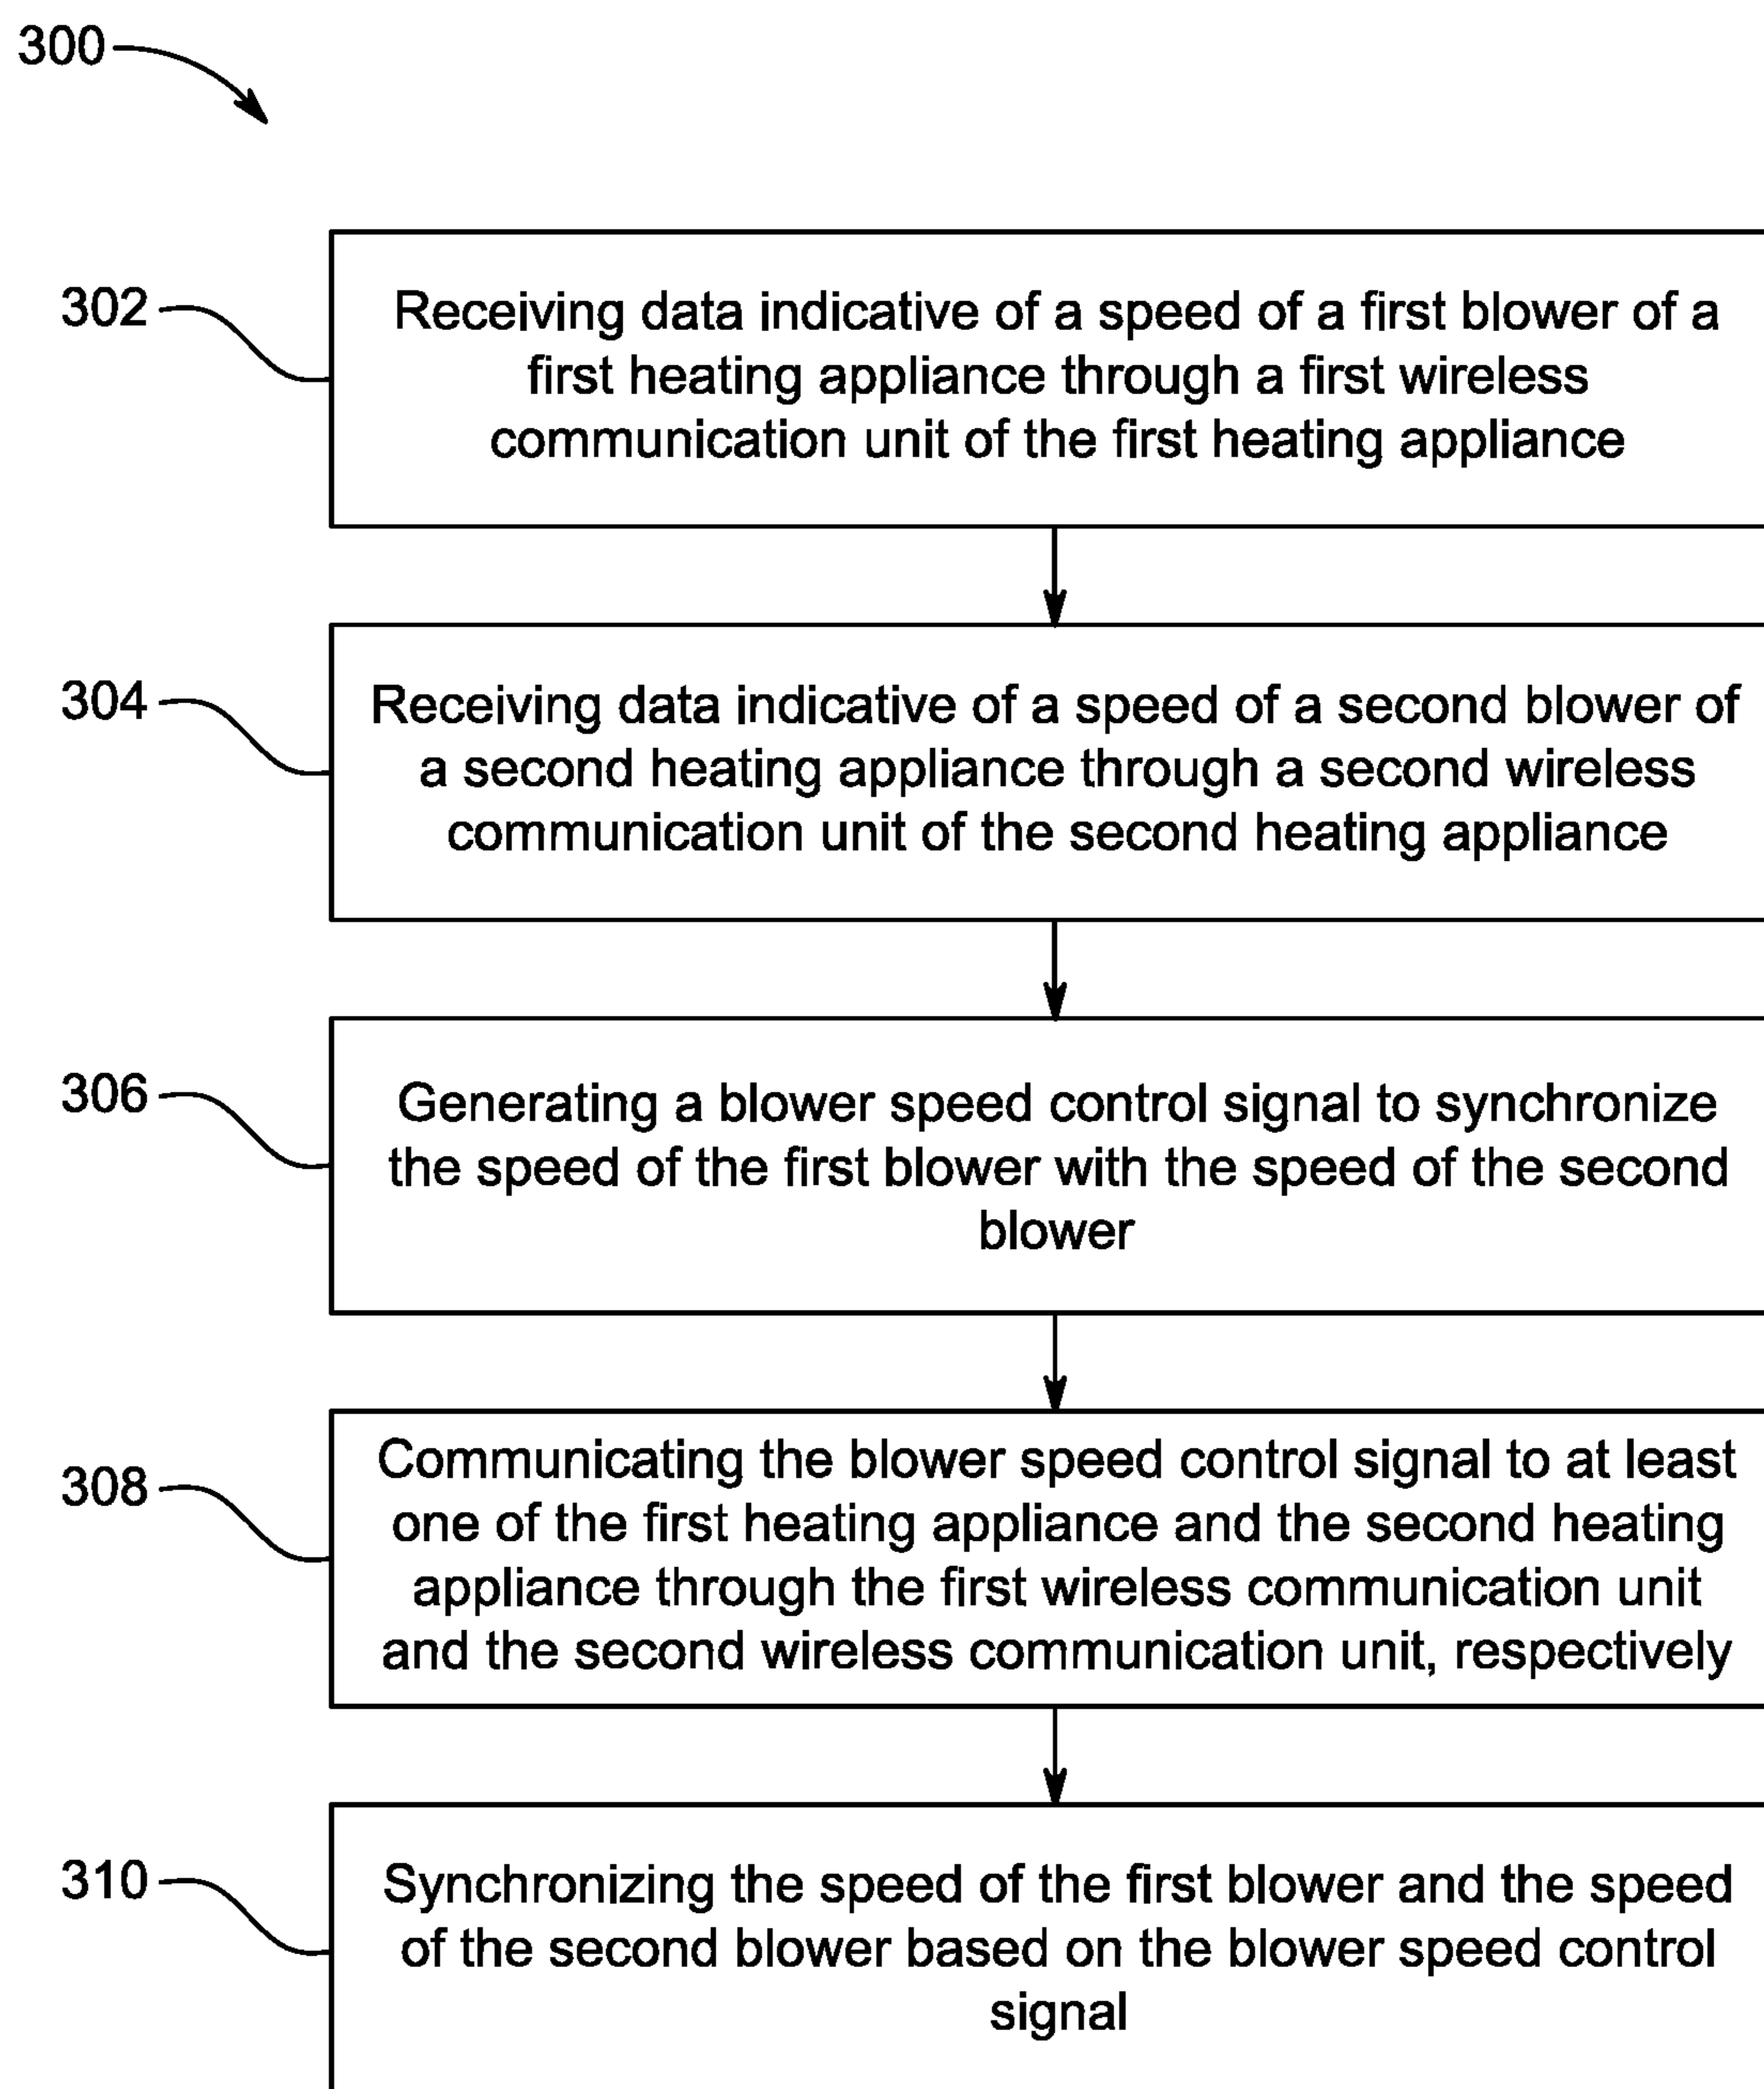 300
302
Receiving data indicative of a speed of a first blower of a
first heating appliance through a first wireless
communication unit of the first heating appliance
304
Receiving data indicative of a speed of a second blower of
a second heating appliance through a second wireless
communication unit of the second heating appliance
306
Generating a blower speed control signal to synchronize
the speed of the first blower with the speed of the second
blower
308
Communicating the blower speed control signal to at least
one of the first heating appliance and the second heating
appliance through the first wireless communication unit
and the second wireless communication unit, respectively
310
Synchronizing the speed of the first blower and the speed
of the second blower based on the blower speed control
signal